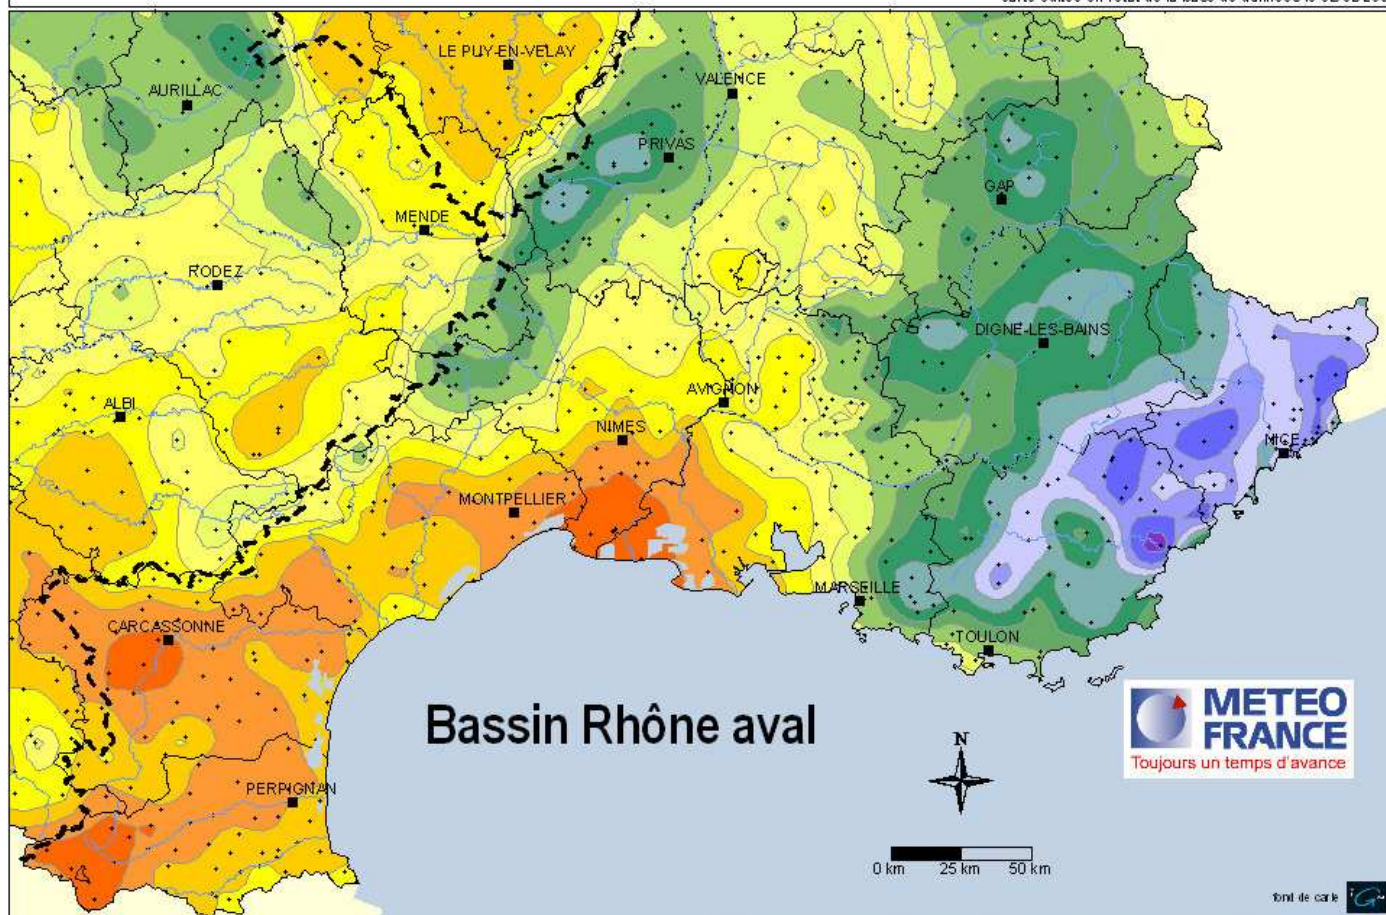 LE PUY-EN-VELAY
VALENCE
AURILLAC
PRIVAS
GAP
MENDE
RODEZ
DIGNE-LES-BAINS
ALBI
AVIGNON
NIMES
NICE
MONTPELLIER
MARSEILLE
CARCASSONNE
TOULON
Bassin Rhône aval
METEO
FRANCE
Toujours un temps d'avance
N
PERPIGNAN
0 km 25 km 50 km
fond de carte